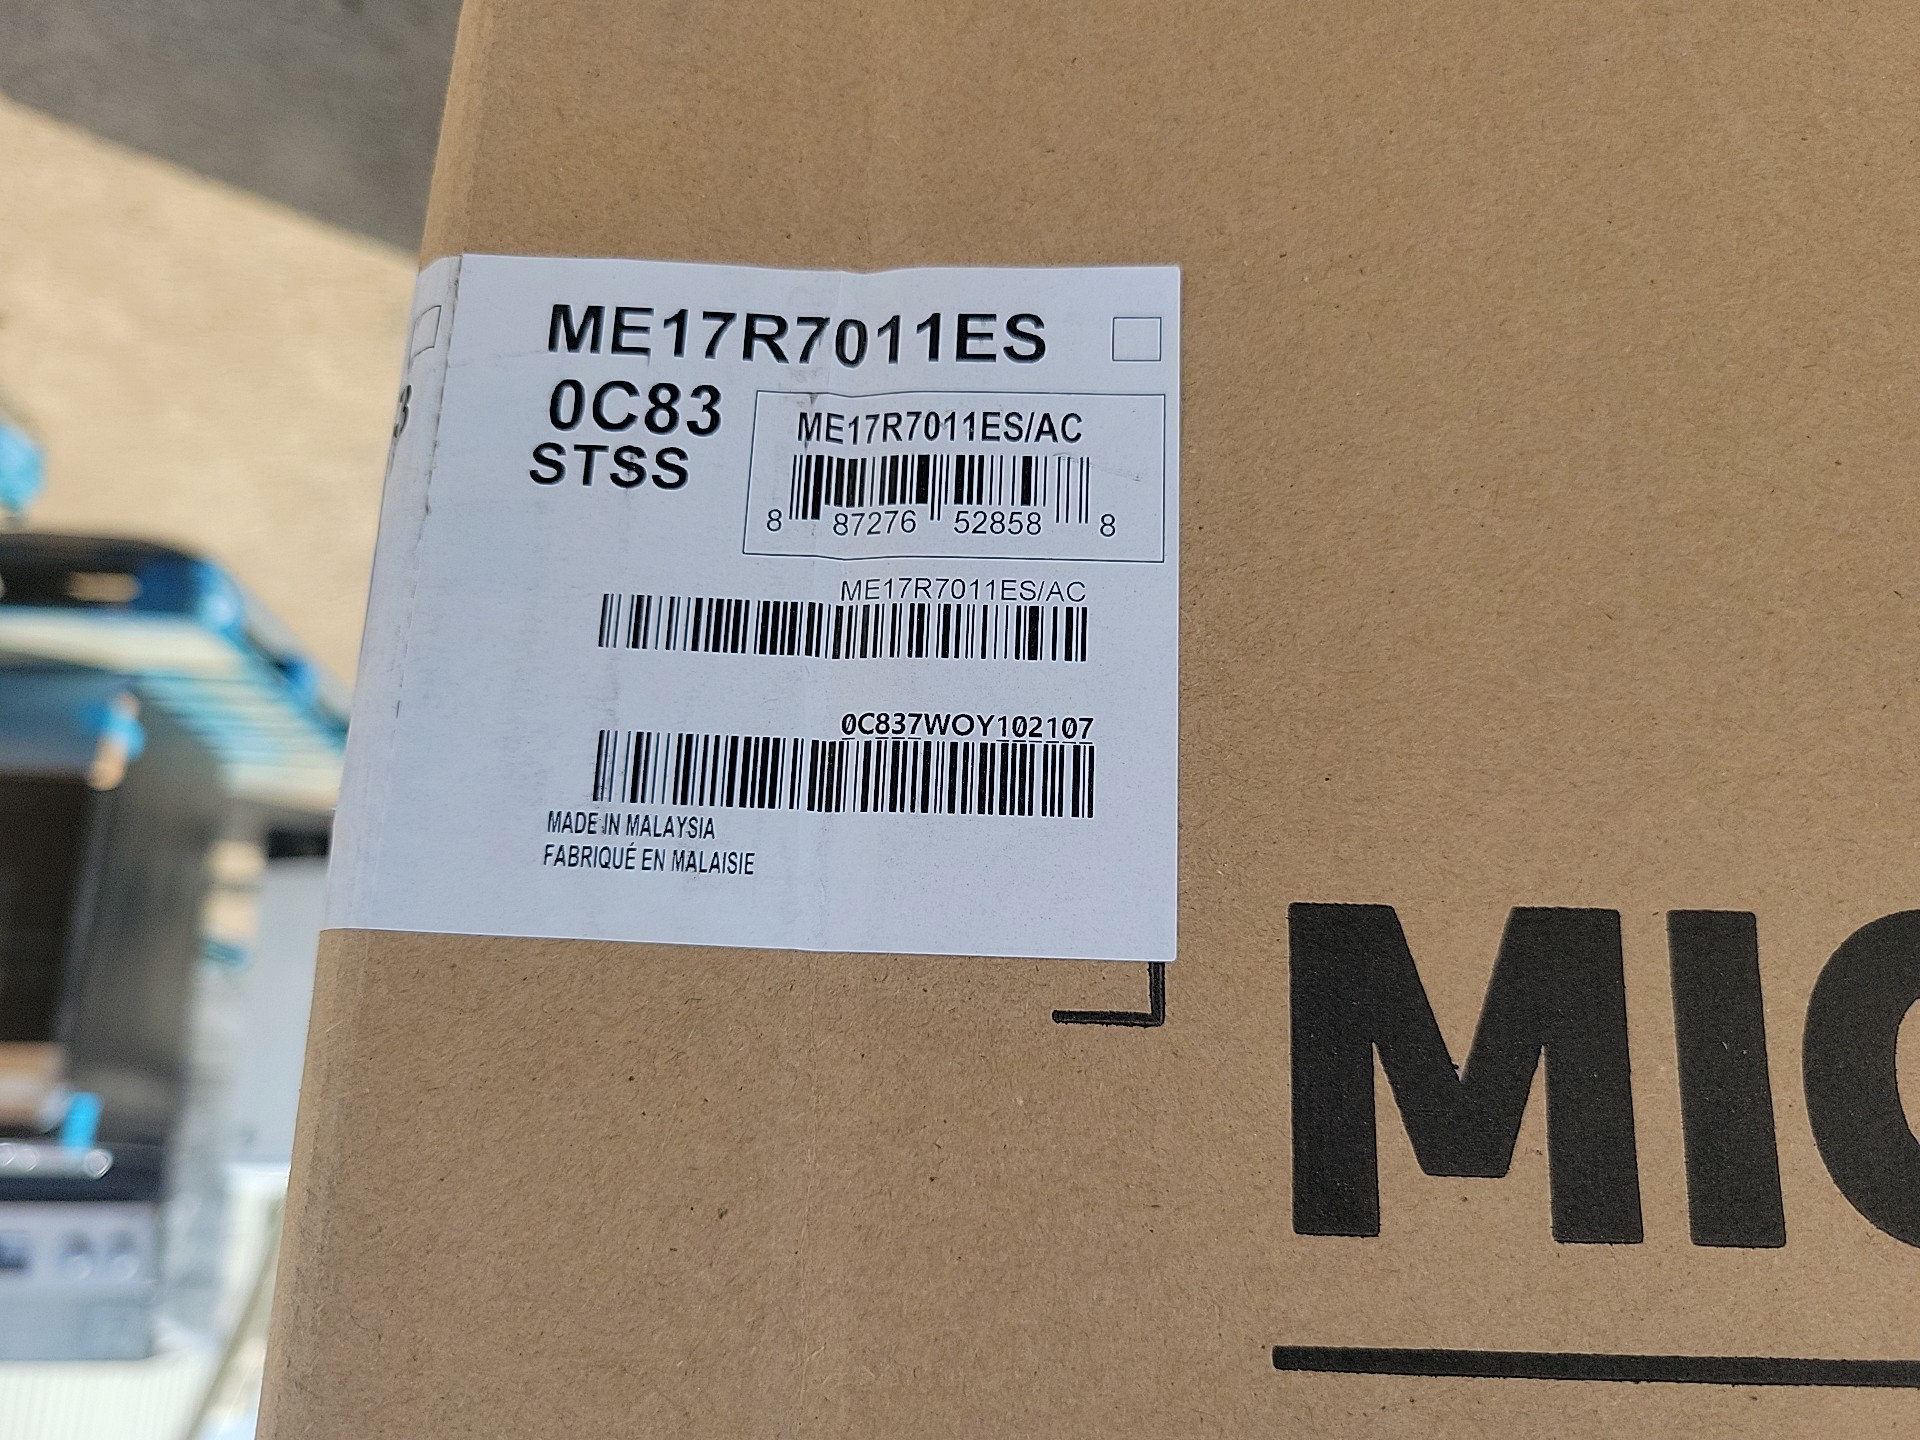 ME17R7011ES
0C83
STSS
ME17R7011ES/AC
8 87276 52858 8
ME17R7011ES/AC
0C837WOY102107
MADE IN MALAYSIA
FABRIQUÉ EN MALAISIE
3
MIC